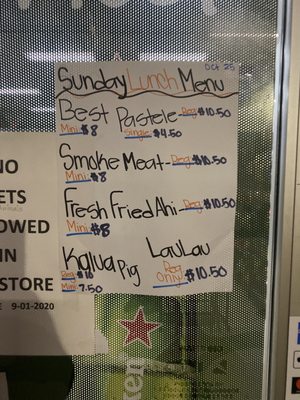 Oct 25
Sunday Lunch Menu
Best Pastele - Reg $10.50
Mini $8 Single $4.50
Smoke Meat - Reg $10.50
Mini $8
Fresh Fried Ahi - Reg $10.50
Mini $8
Kalua Pig Lau Lau
Reg $10 Reg
Mini 7.50 Only $10.50
NO
ETS
OWED
IN
STORE
E 9-01-2020